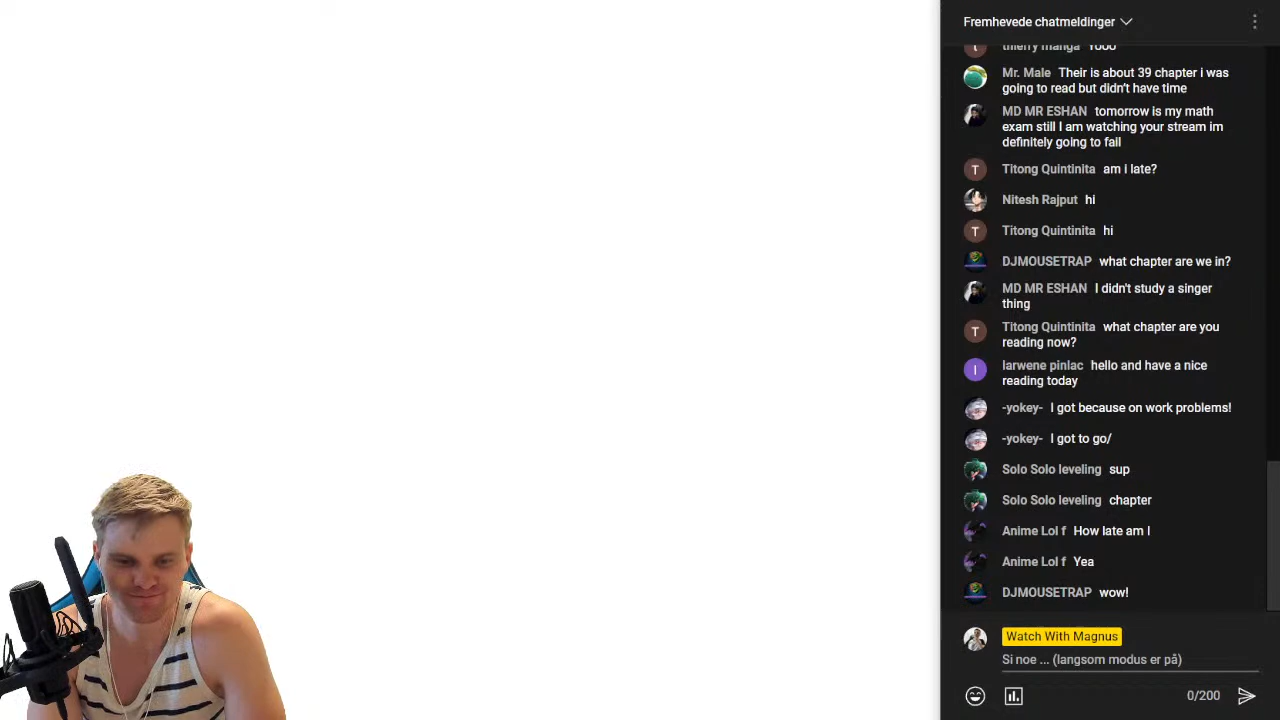 Fremhevede chatmeldinger
thierry manga Yooo
Mr. Male Their is about 39 chapter i was
going to read but didn't have time
MD MR ESHAN tomorrow is my math
exam still I am watching your stream im
definitely going to fail
T Titong Quintinita am i late?
Nitesh Rajput hi
T Titong Quintinita hi
DJMOUSETRAP what chapter are we in?
MD MR ESHAN I didn't study a singer
thing
T Titong Quintinita what chapter are you
reading now?
I Iarwene pinlac hello and have a nice
reading today
-yokey- I got because on work problems!
-yokey- I got to go/
Solo Solo leveling sup
Solo Solo leveling chapter
Anime Lol f How late am I
Anime Lol f Yea
DJMOUSETRAP wow!
Watch With Magnus
Si noe ... (langsom modus er på)
0/200